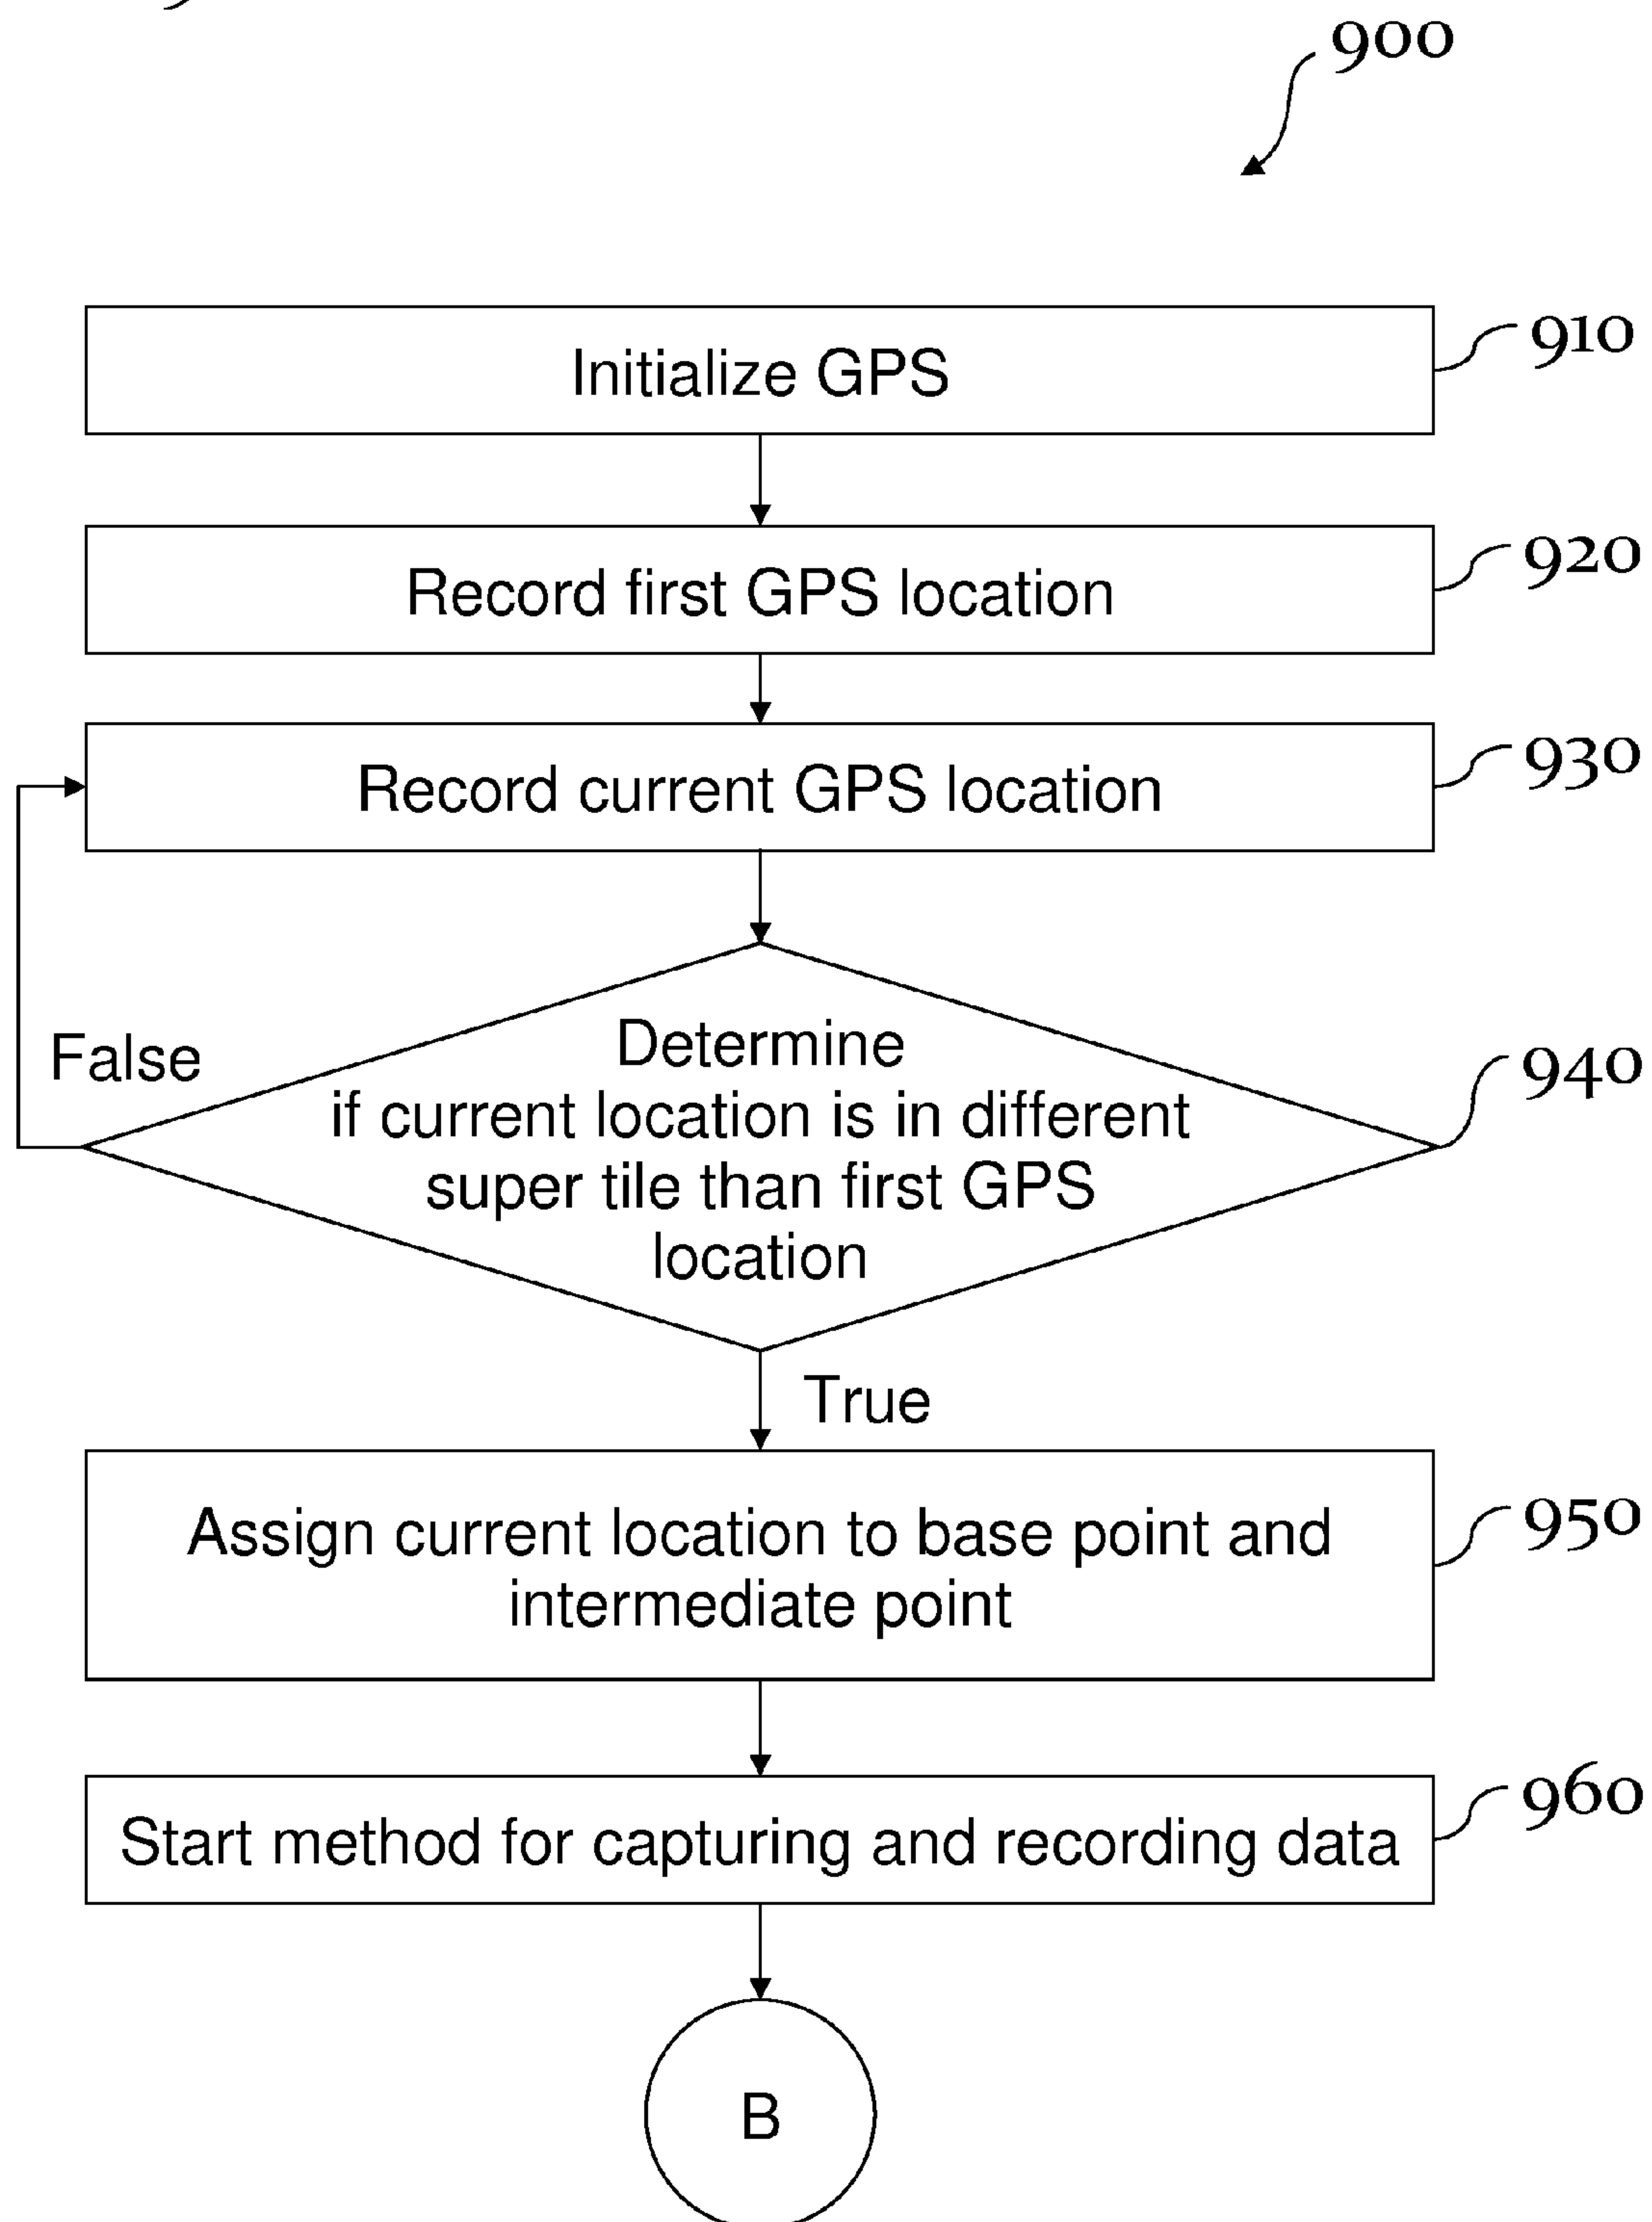 900
Initialize GPS
910
Record first GPS location
920
Record current GPS location
930
False
Determine
if current location is in different
super tile than first GPS
location
940
True
Assign current location to base point and
intermediate point
950
Start method for capturing and recording data
960
B